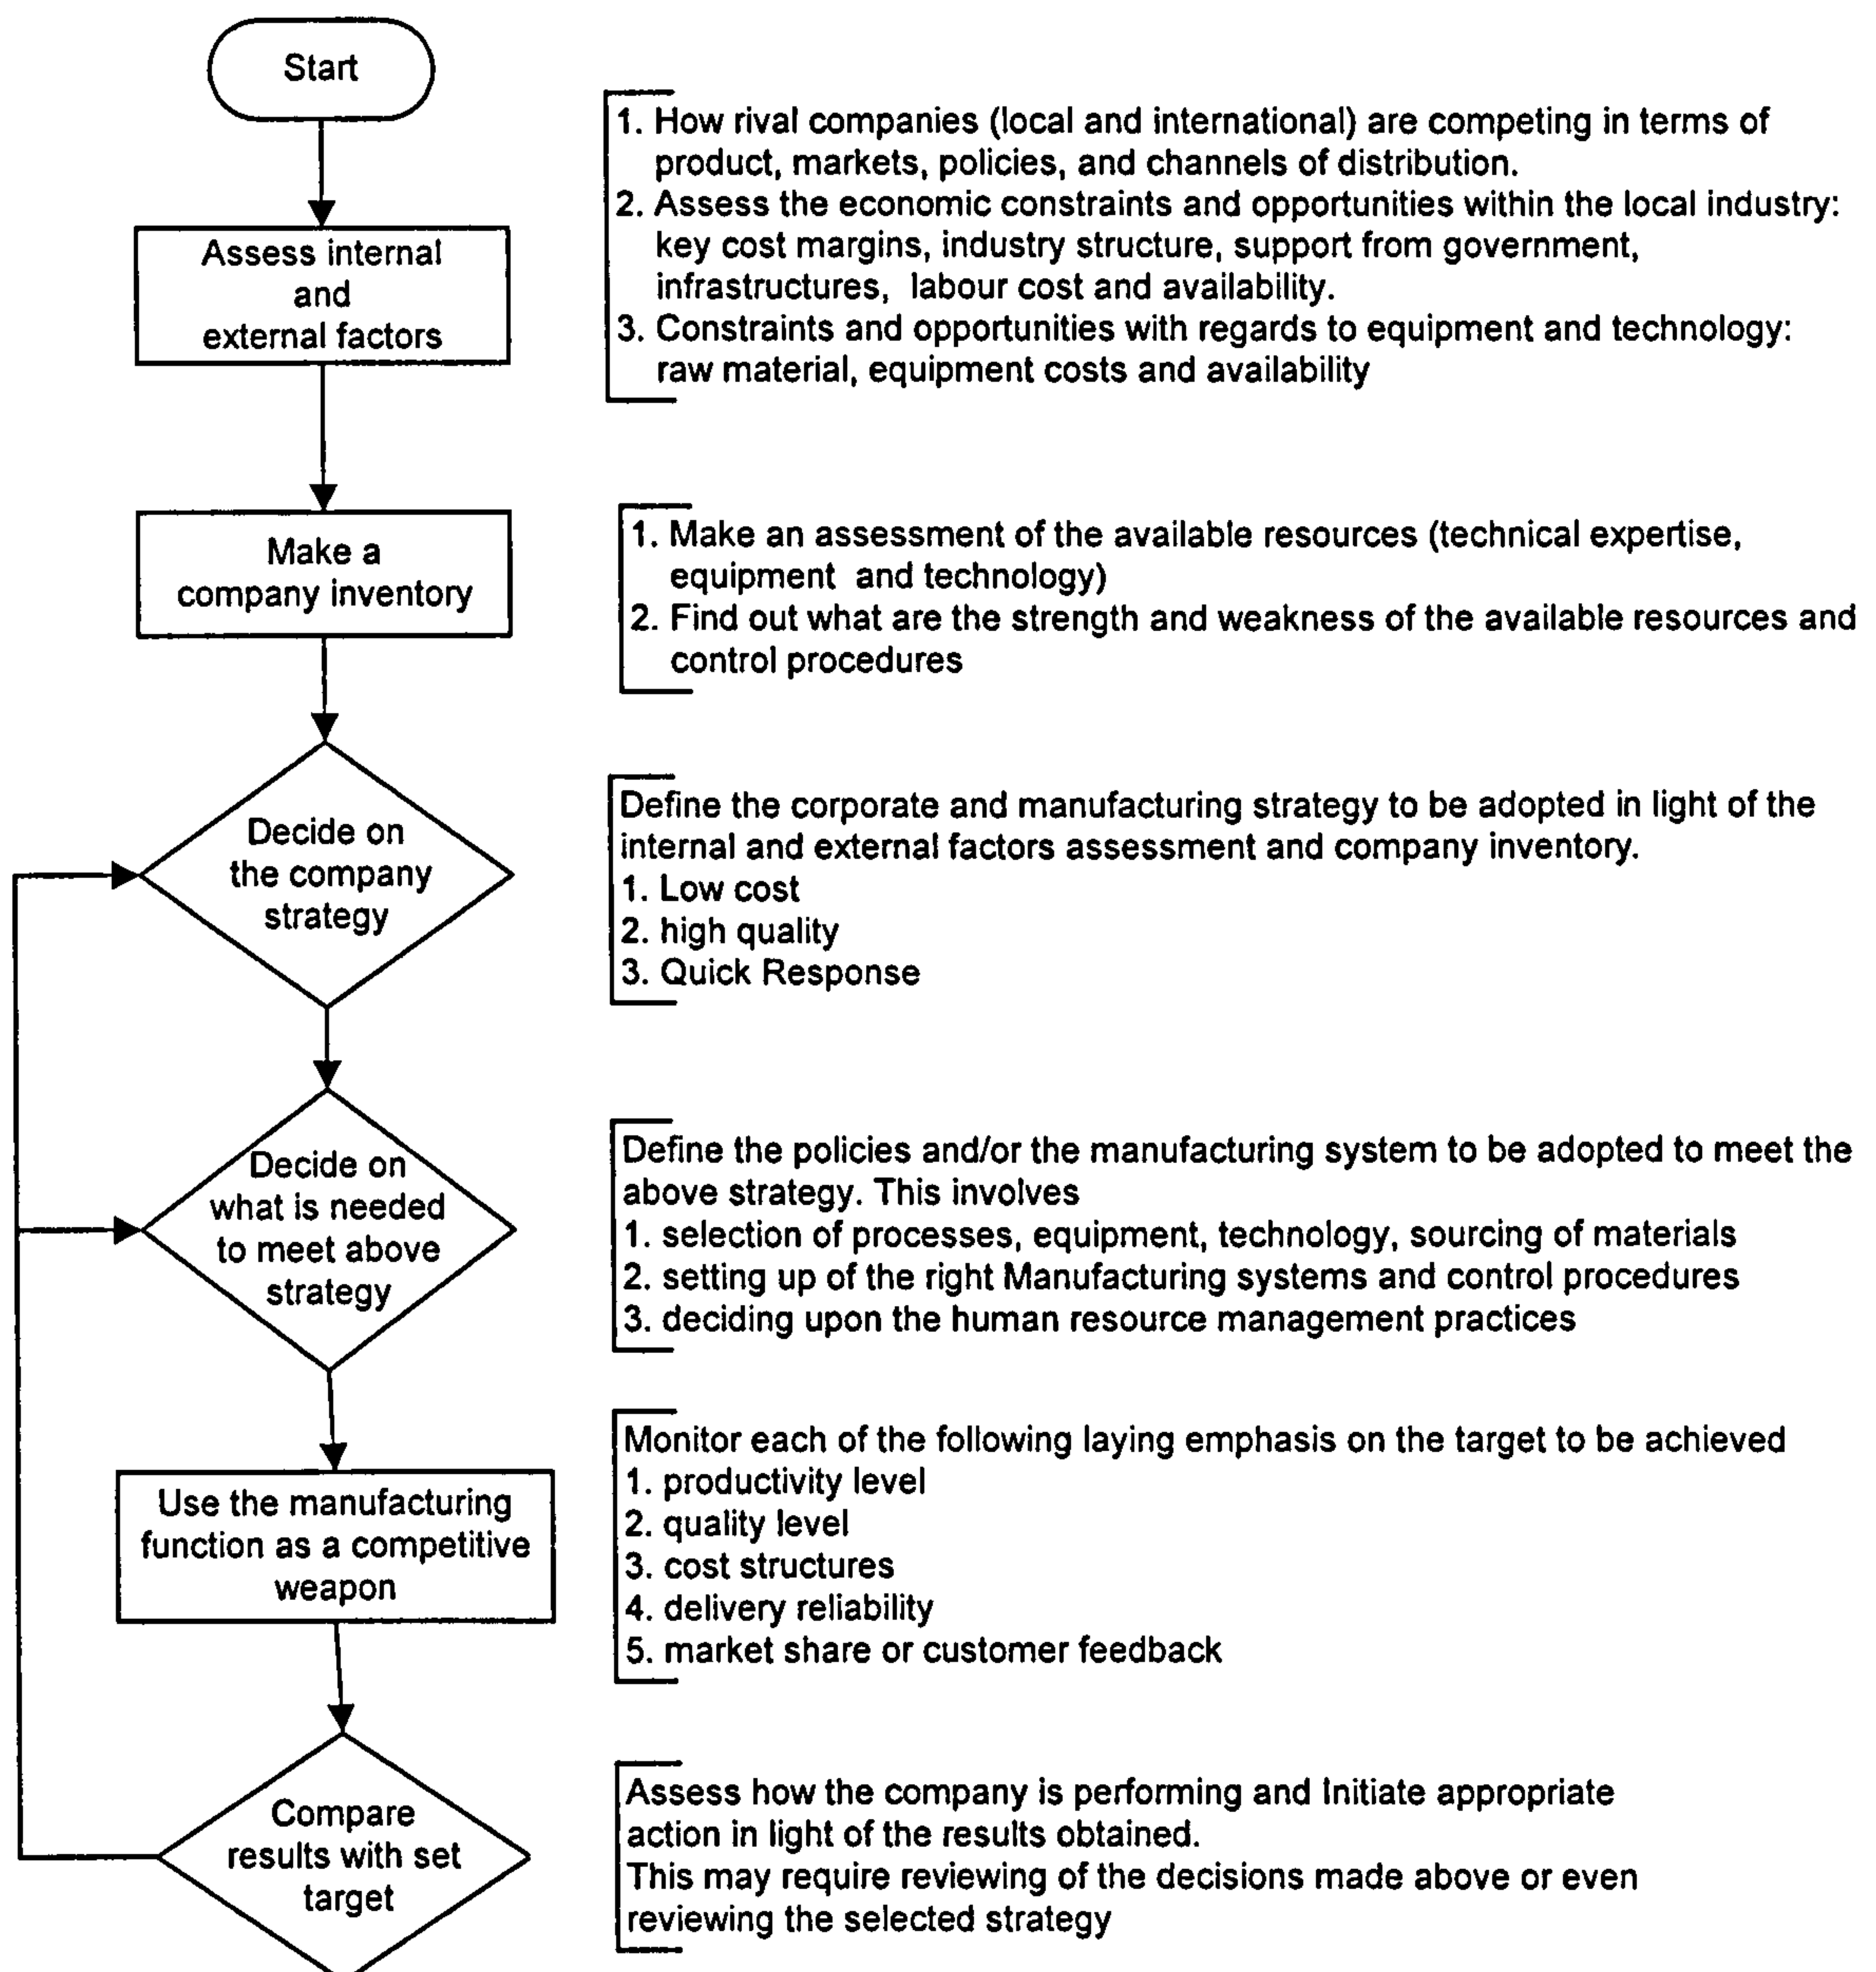 Start
Assess internal
and
external factors
1. How rival companies (local and international) are competing in terms of
product, markets, policies, and channels of distribution.
2. Assess the economic constraints and opportunities within the local industry:
key cost margins, industry structure, support from government,
infrastructures, labour cost and availability.
3. Constraints and opportunities with regards to equipment and technology:
raw material, equipment costs and availability
Make a
company inventory
1. Make an assessment of the available resources (technical expertise,
equipment and technology)
2. Find out what are the strength and weakness of the available resources and
control procedures
Decide on
the company
strategy
Define the corporate and manufacturing strategy to be adopted in light of the
internal and external factors assessment and company inventory.
1. Low cost
2. high quality
3. Quick Response
Decide on
what is needed
to meet above
strategy
Define the policies and/or the manufacturing system to be adopted to meet the
above strategy. This involves
1. selection of processes, equipment, technology, sourcing of materials
2. setting up of the right Manufacturing systems and control procedures
3. deciding upon the human resource management practices
Use the manufacturing
function as a competitive
weapon
Monitor each of the following laying emphasis on the target to be achieved
1. productivity level
2. quality level
3. cost structures
4. delivery reliability
5. market share or customer feedback
Compare
results with set
target
Assess how the company is performing and Initiate appropriate
action in light of the results obtained.
This may require reviewing of the decisions made above or even
reviewing the selected strategy